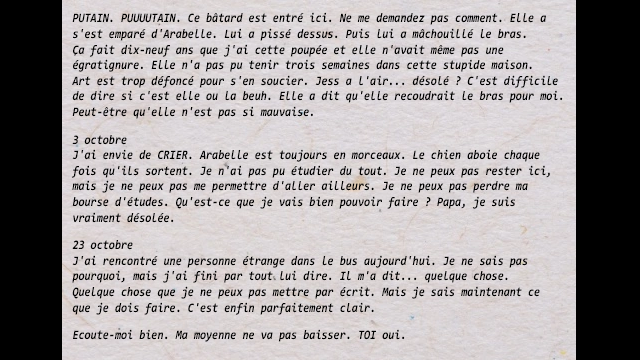 PUTAIN. PUUUUTAIN. Ce bâtard est entré ici. Ne me demandez pas comment. Elle a
s'est emparé d'Arabelle. Lui a pissé dessus. Puis lui a mâchouillé le bras.
Ça fait dix-neuf ans que j'ai cette poupée et elle n'avait même pas une
égratignure. Elle n'a pas pu tenir trois semaines dans cette stupide maison.
Art est trop défoncé pour s'en soucier. Jess a l'air... désolé ? C'est difficile
de dire si c'est elle ou la beuh. Elle a dit qu'elle recoudrait le bras pour moi.
Peut-être qu'elle n'est pas si mauvaise.
3 octobre
J'ai envie de CRIER. Arabelle est toujours en morceaux. Le chien aboie chaque
fois qu'ils sortent. Je n'ai pas pu étudier du tout. Je ne peux pas rester ici,
mais je ne peux pas me permettre d'aller ailleurs. Je ne peux pas perdre ma
bourse d'études. Qu'est-ce que je vais bien pouvoir faire ? Papa, je suis
vraiment désolée.
23 octobre
J'ai rencontré une personne étrange dans le bus aujourd'hui. Je ne sais pas
pourquoi, mais j'ai fini par tout lui dire. Il m'a dit... quelque chose.
Quelque chose que je ne peux pas mettre par écrit. Mais je sais maintenant ce
que je dois faire. C'est enfin parfaitement clair.
Ecoute-moi bien. Ma moyenne ne va pas baisser. TOI oui.